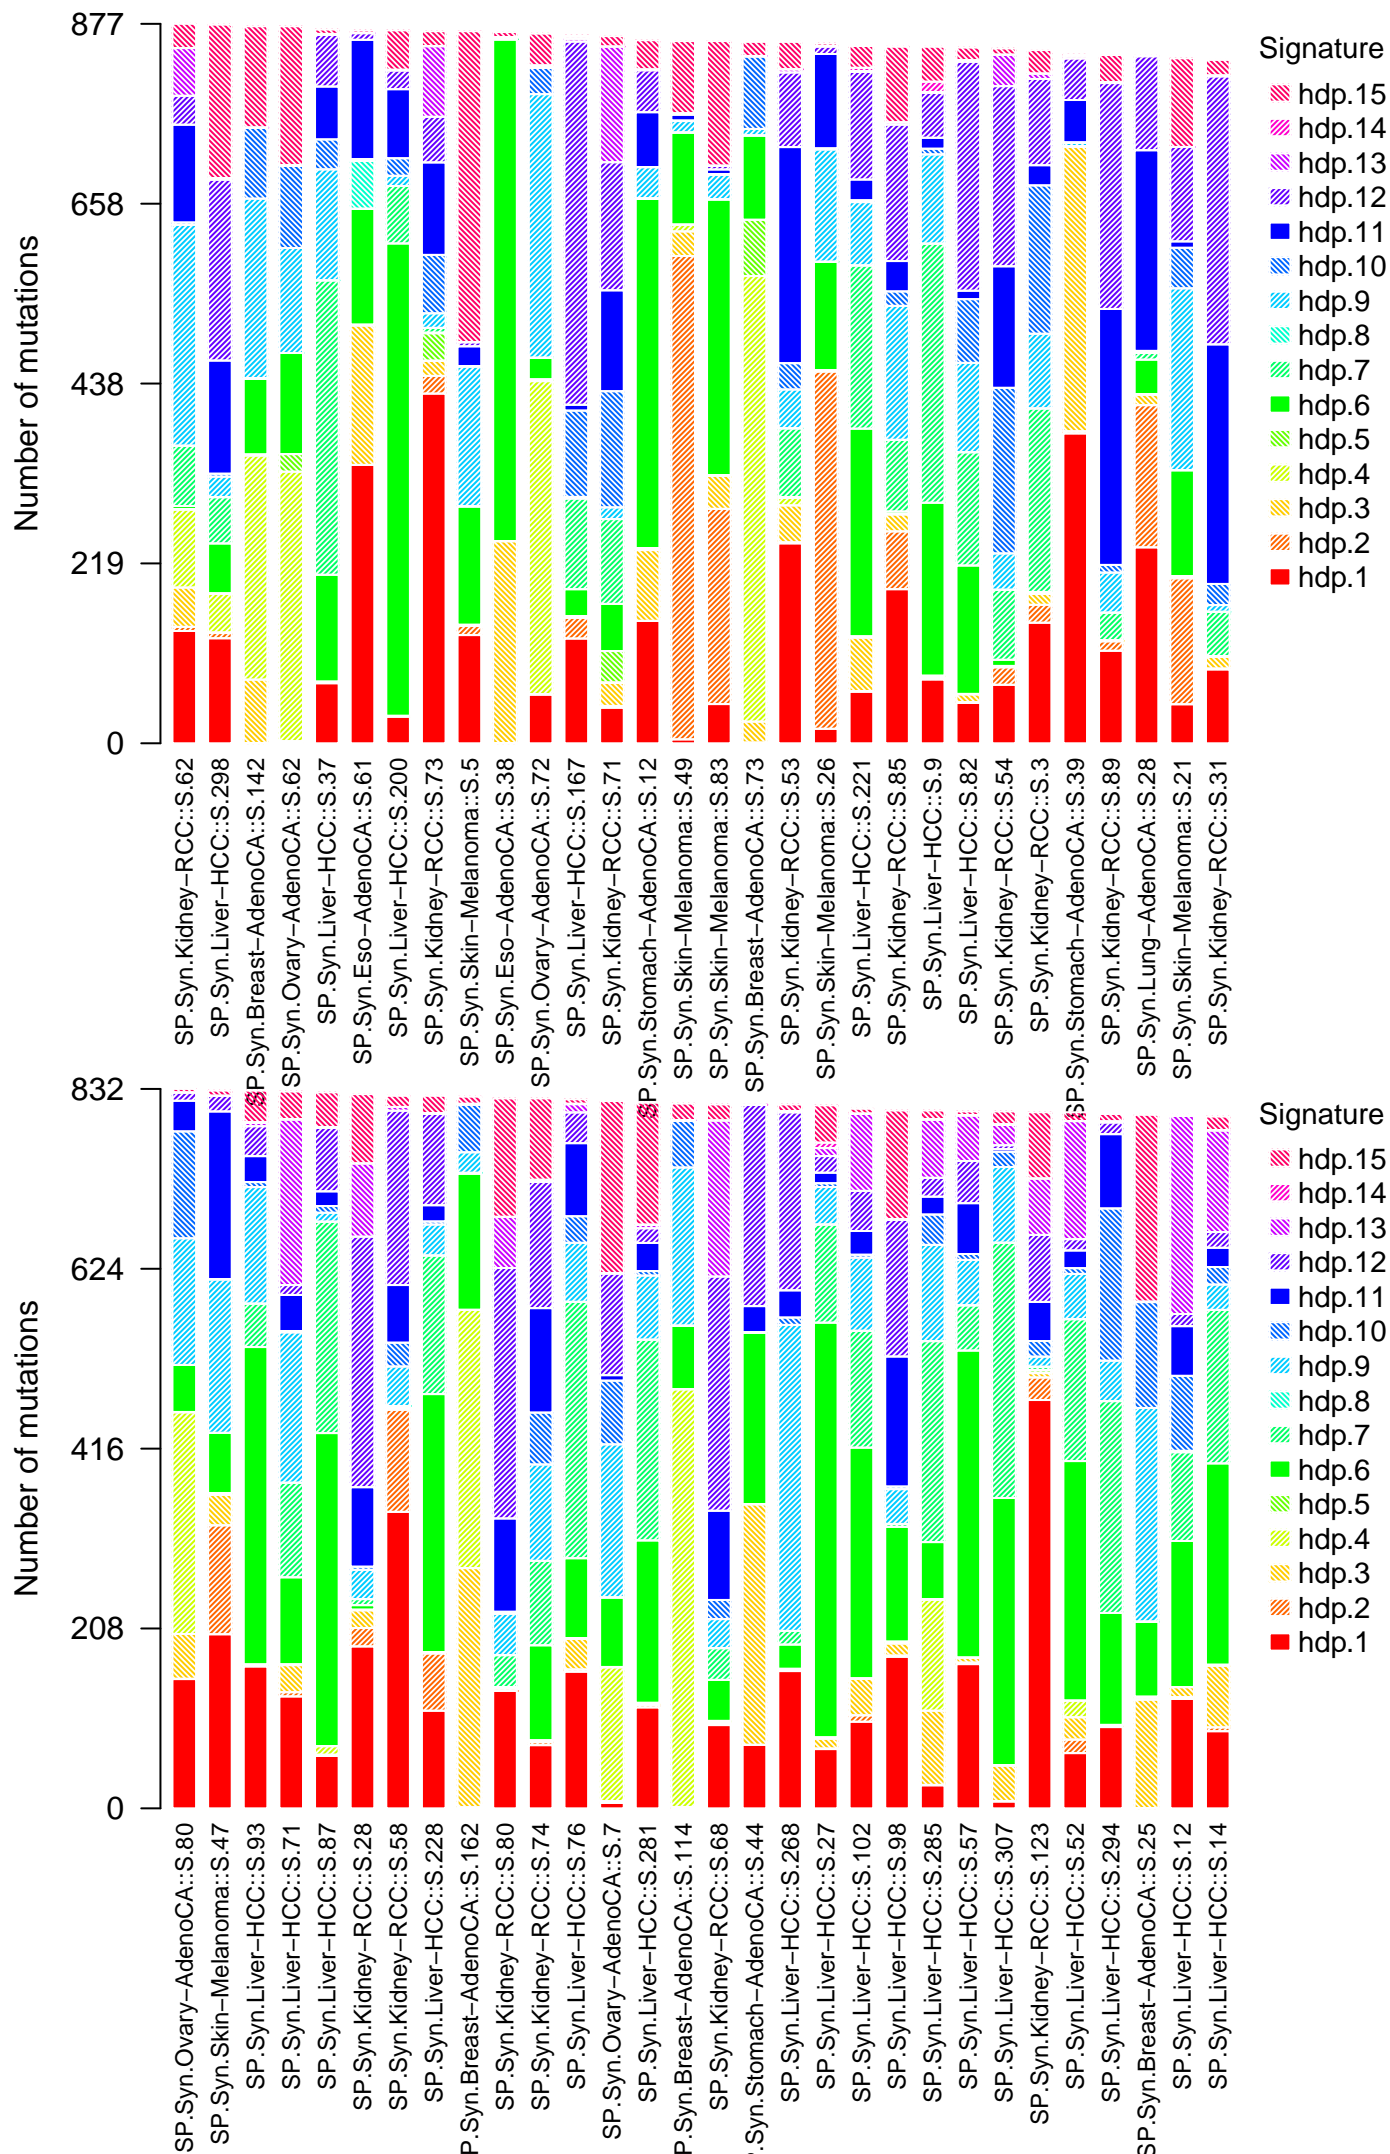 877
658
438
219
0
Number of mutations
Signature
hdp.15
hdp.14
hdp.13
hdp.12
hdp.11
hdp.10
hdp.9
hdp.8
hdp.7
hdp.6
hdp.5
hdp.4
hdp.3
hdp.2
hdp.1
SP.Syn.Kidney−RCC::S.62
SP.Syn.Liver−HCC::S.298
SP.Syn.Breast−AdenoCA::S.142
SP.Syn.Ovary−AdenoCA::S.62
SP.Syn.Liver−HCC::S.37
SP.Syn.Eso−AdenoCA::S.61
SP.Syn.Liver−HCC::S.200
SP.Syn.Kidney−RCC::S.73
SP.Syn.Skin−Melanoma::S.5
SP.Syn.Eso−AdenoCA::S.38
SP.Syn.Ovary−AdenoCA::S.72
SP.Syn.Liver−HCC::S.167
SP.Syn.Kidney−RCC::S.71
SP.Syn.Stomach−AdenoCA::S.12
SP.Syn.Skin−Melanoma::S.49
SP.Syn.Skin−Melanoma::S.83
SP.Syn.Breast−AdenoCA::S.73
SP.Syn.Kidney−RCC::S.53
SP.Syn.Skin−Melanoma::S.26
SP.Syn.Liver−HCC::S.221
SP.Syn.Kidney−RCC::S.85
SP.Syn.Liver−HCC::S.9
SP.Syn.Liver−HCC::S.82
SP.Syn.Kidney−RCC::S.54
SP.Syn.Kidney−RCC::S.3
SP.Syn.Stomach−AdenoCA::S.39
SP.Syn.Kidney−RCC::S.89
SP.Syn.Lung−AdenoCA::S.28
SP.Syn.Skin−Melanoma::S.21
SP.Syn.Kidney−RCC::S.31
832
624
416
208
0
Number of mutations
Signature
hdp.15
hdp.14
hdp.13
hdp.12
hdp.11
hdp.10
hdp.9
hdp.8
hdp.7
hdp.6
hdp.5
hdp.4
hdp.3
hdp.2
hdp.1
SP.Syn.Ovary−AdenoCA::S.80
SP.Syn.Skin−Melanoma::S.47
SP.Syn.Liver−HCC::S.93
SP.Syn.Liver−HCC::S.71
SP.Syn.Liver−HCC::S.87
SP.Syn.Kidney−RCC::S.28
SP.Syn.Kidney−RCC::S.58
SP.Syn.Liver−HCC::S.228
P.Syn.Breast−AdenoCA::S.162
SP.Syn.Kidney−RCC::S.80
SP.Syn.Kidney−RCC::S.74
SP.Syn.Liver−HCC::S.76
SP.Syn.Ovary−AdenoCA::S.7
SP.Syn.Liver−HCC::S.281
P.Syn.Breast−AdenoCA::S.114
SP.Syn.Kidney−RCC::S.68
.Syn.Stomach−AdenoCA::S.44
SP.Syn.Liver−HCC::S.268
SP.Syn.Liver−HCC::S.27
SP.Syn.Liver−HCC::S.102
SP.Syn.Liver−HCC::S.98
SP.Syn.Liver−HCC::S.285
SP.Syn.Liver−HCC::S.57
SP.Syn.Liver−HCC::S.307
SP.Syn.Kidney−RCC::S.123
SP.Syn.Liver−HCC::S.52
SP.Syn.Liver−HCC::S.294
SP.Syn.Breast−AdenoCA::S.25
SP.Syn.Liver−HCC::S.12
SP.Syn.Liver−HCC::S.14